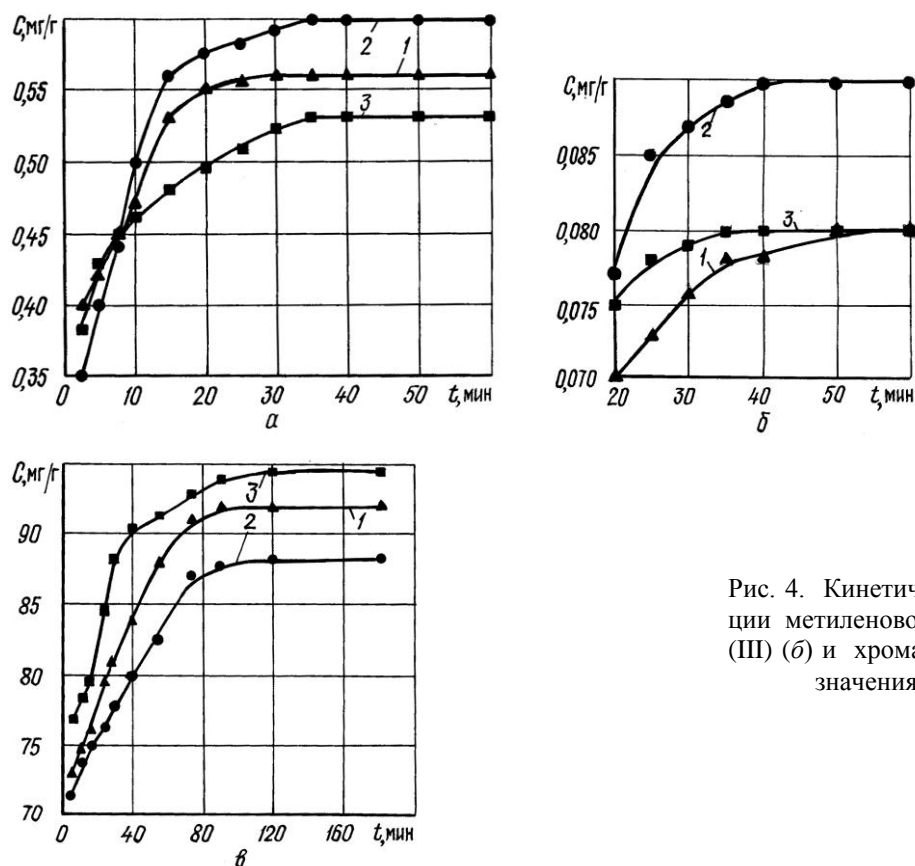 C,мг/г
2
1
0,55
3
0,50
0,45
0,40
0,35
0 10 20 30 40 50 t,мин
а
C,мг/г
2
0,085
3
0,080
1
0,075
0,070
20 30 40 50 t,мин
б
C,мг/г
3
90
2 1
85
80
75
70
0 40 80 120 160 t,мин
в
Рис. 4. Кинетич
ции метиленово
(III) (б) и хрома
значения